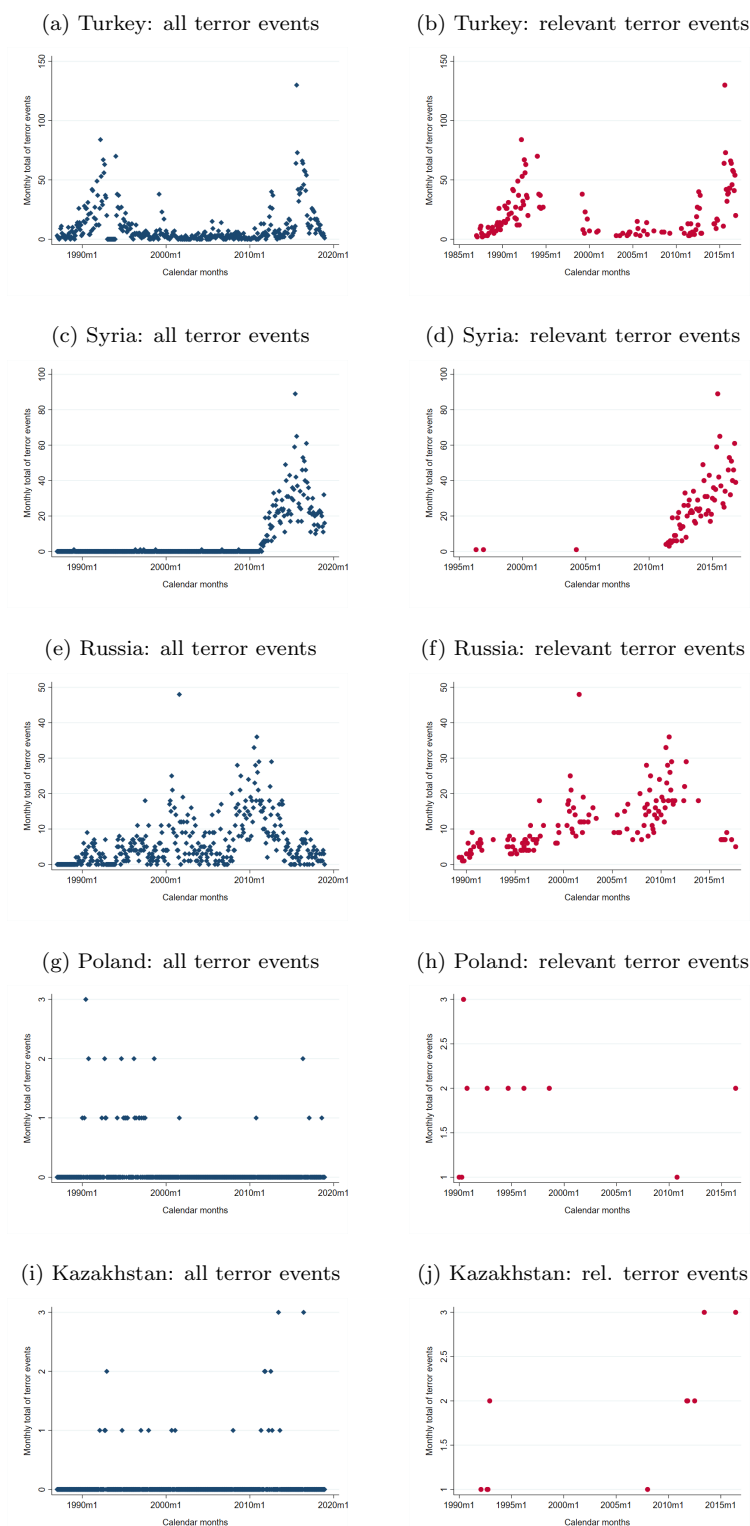 (a) Turkey: all terror events
(b) Turkey: relevant terror events
Monthly total of terror events
150
100
50
0
1990m1 2000m1 2010m1 2020m1
Calendar months
Monthly total of terror events
150
100
50
0
1985m1 1990m1 1995m1 2000m1 2005m1 2010m1 2015m1
Calendar months
(c) Syria: all terror events
(d) Syria: relevant terror events
Monthly total of terror events
100
80
60
40
20
0
1990m1 2000m1 2010m1 2020m1
Calendar months
Monthly total of terror events
100
80
60
40
20
0
1995m1 2000m1 2005m1 2010m1 2015m1
Calendar months
(e) Russia: all terror events
(f) Russia: relevant terror events
Monthly total of terror events
50
40
30
20
10
0
1990m1 2000m1 2010m1 2020m1
Calendar months
Monthly total of terror events
50
40
30
20
10
0
1990m1 1995m1 2000m1 2005m1 2010m1 2015m1
Calendar months
(g) Poland: all terror events
(h) Poland: relevant terror events
Monthly total of terror events
3
2
1
0
1990m1 2000m1 2010m1 2020m1
Calendar months
Monthly total of terror events
3
2.5
2
1.5
1
1990m1 1995m1 2000m1 2005m1 2010m1 2015m1
Calendar months
(i) Kazakhstan: all terror events
(j) Kazakhstan: rel. terror events
Monthly total of terror events
3
2
1
0
1990m1 2000m1 2010m1 2020m1
Calendar months
Monthly total of terror events
3
2.5
2
1.5
1
1990m1 1995m1 2000m1 2005m1 2010m1 2015m1
Calendar months